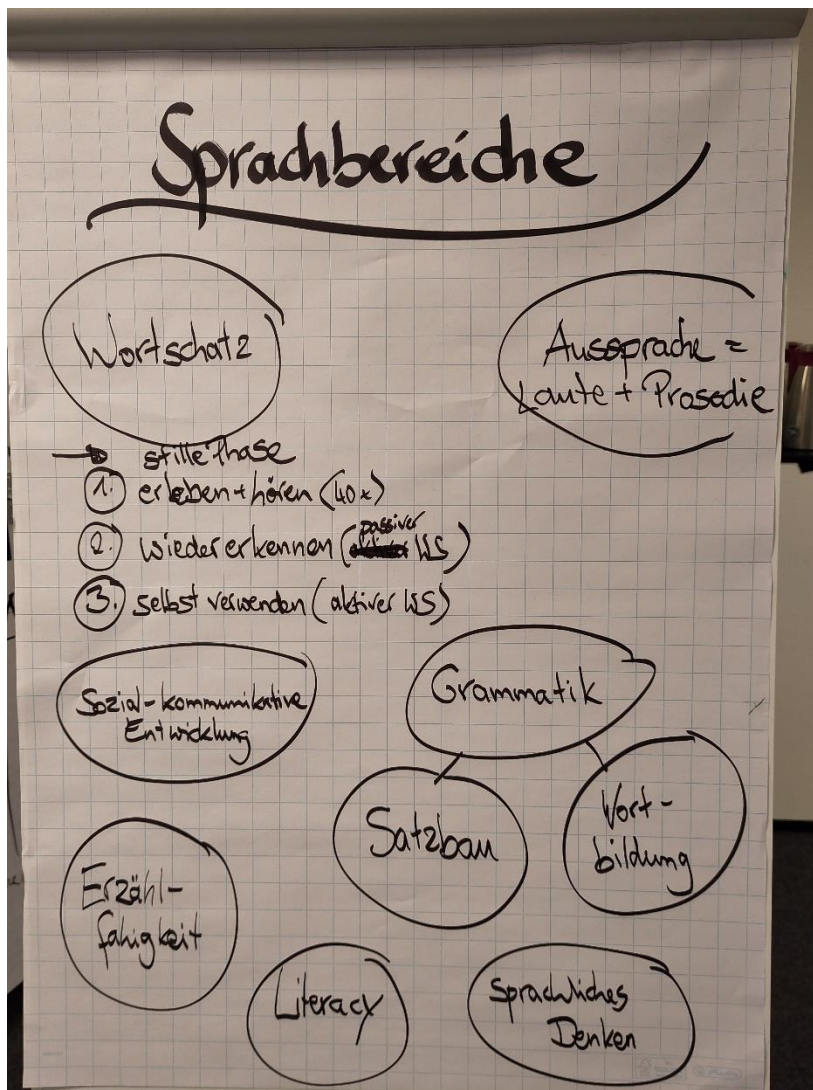 Sprachbereiche
Wortschatz
Aussprache =
Laute + Prosodie
→ stille Phase
1. erleben + hören (40x)
passiver
2. wiedererkennen ( WS)
3. selbst verwenden (aktiver WS)
Sozial-kommunikative
Entwicklung
Grammatik
Satzbau
Wort-
bildung
Erzähl-
fähigkeit
Literacy
Sprachliches
Denken